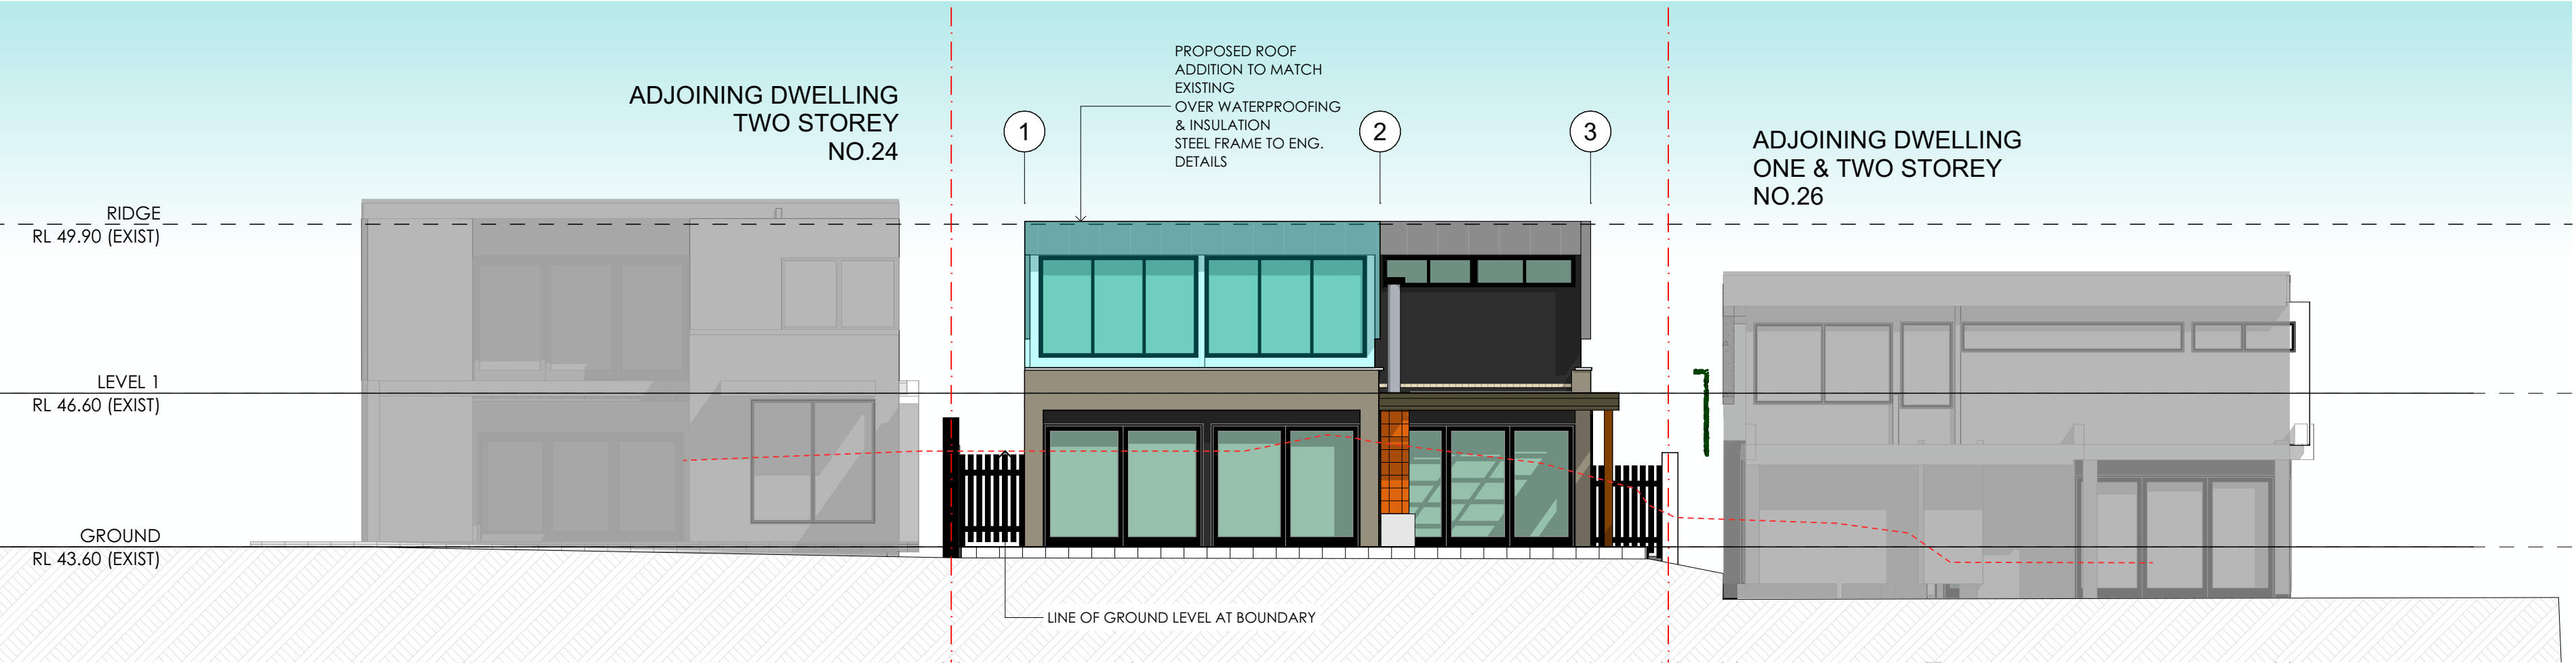 PROPOSED ROOF
ADDITION TO MATCH
EXISTING
OVER WATERPROOFING
& INSULATION
STEEL FRAME TO ENG.
DETAILS
ADJOINING DWELLING
TWO STOREY
NO.24
1
2
3
ADJOINING DWELLING
ONE & TWO STOREY
NO.26
RIDGE
RL 49.90 (EXIST)
LEVEL 1
RL 46.60 (EXIST)
GROUND
RL 43.60 (EXIST)
LINE OF GROUND LEVEL AT BOUNDARY